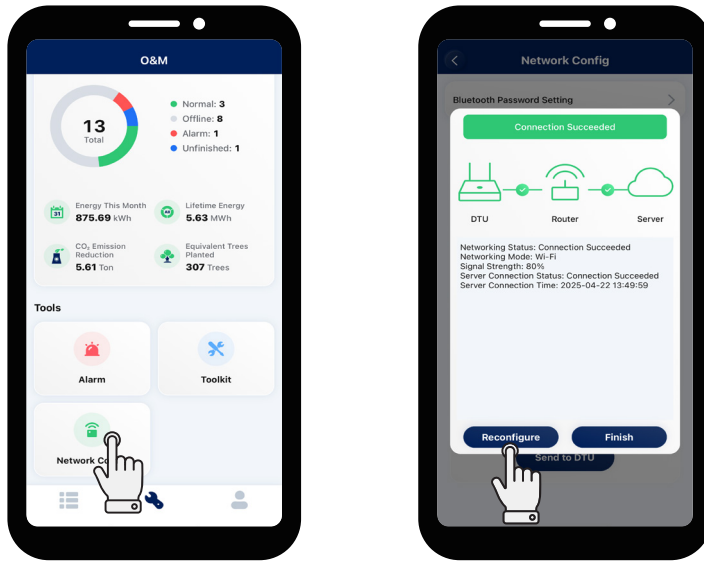 O&M
13
Total
Normal: 3
Offline: 8
Alarm: 1
Unfinished: 1
31
Energy This Month
875.69 kWh
Lifetime Energy
5.63 MWh
CO₂ Emission
Reduction
5.61 Ton
Equivalent Trees
Planted
307 Trees
Tools
Alarm
Toolkit
Network Co
Network Config
Bluetooth Password Setting
Connection Succeeded
DTU
Router
Server
Networking Status: Connection Succeeded
Networking Mode: Wi-Fi
Signal Strength: 80%
Server Connection Status: Connection Succeeded
Server Connection Time: 2025-04-22 13:49:59
Reconfigure
Finish
Send to DTU